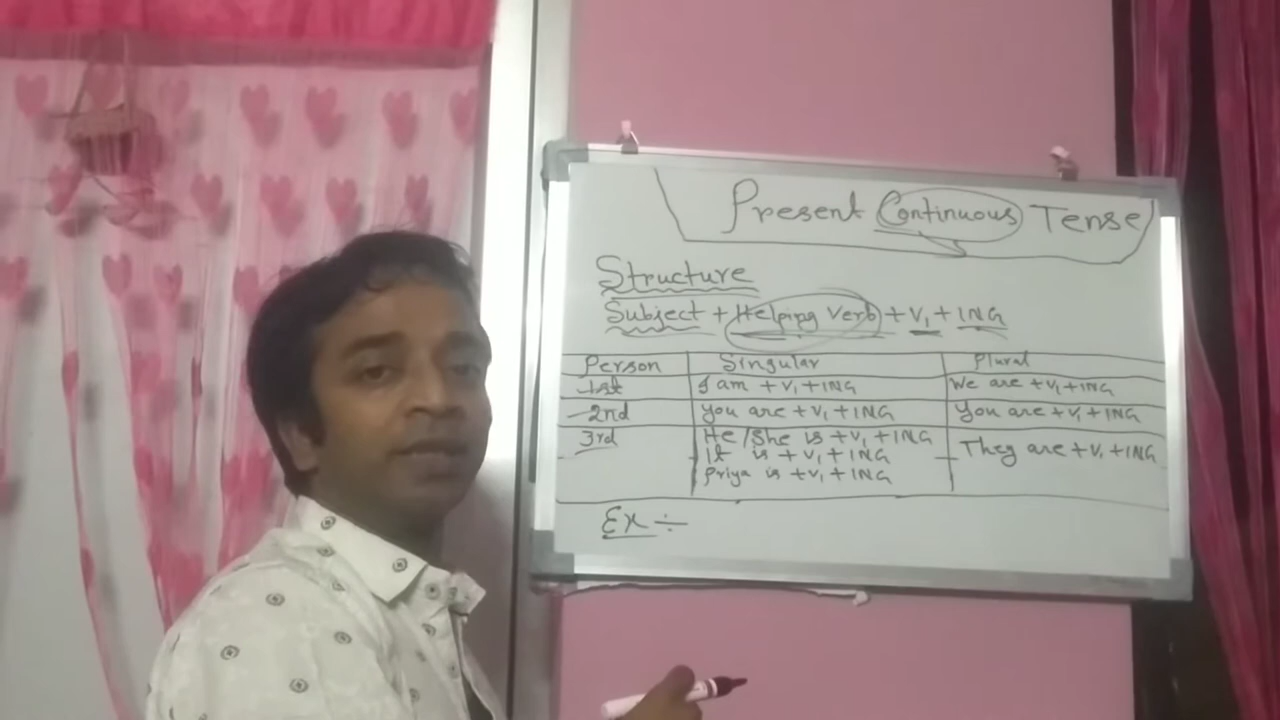 Present Continuous Tense
Structure
Subject + Helping Verb + V1 + ING
Person Singular Plural
1st I am + V1 + ING We are + V1 + ING
2nd You are + V1 + ING You are + V1 + ING
3rd He/She is + V1 + ING They are + V1 + ING
It is + V1 + ING
Priya is + V1 + ING
Ex ÷